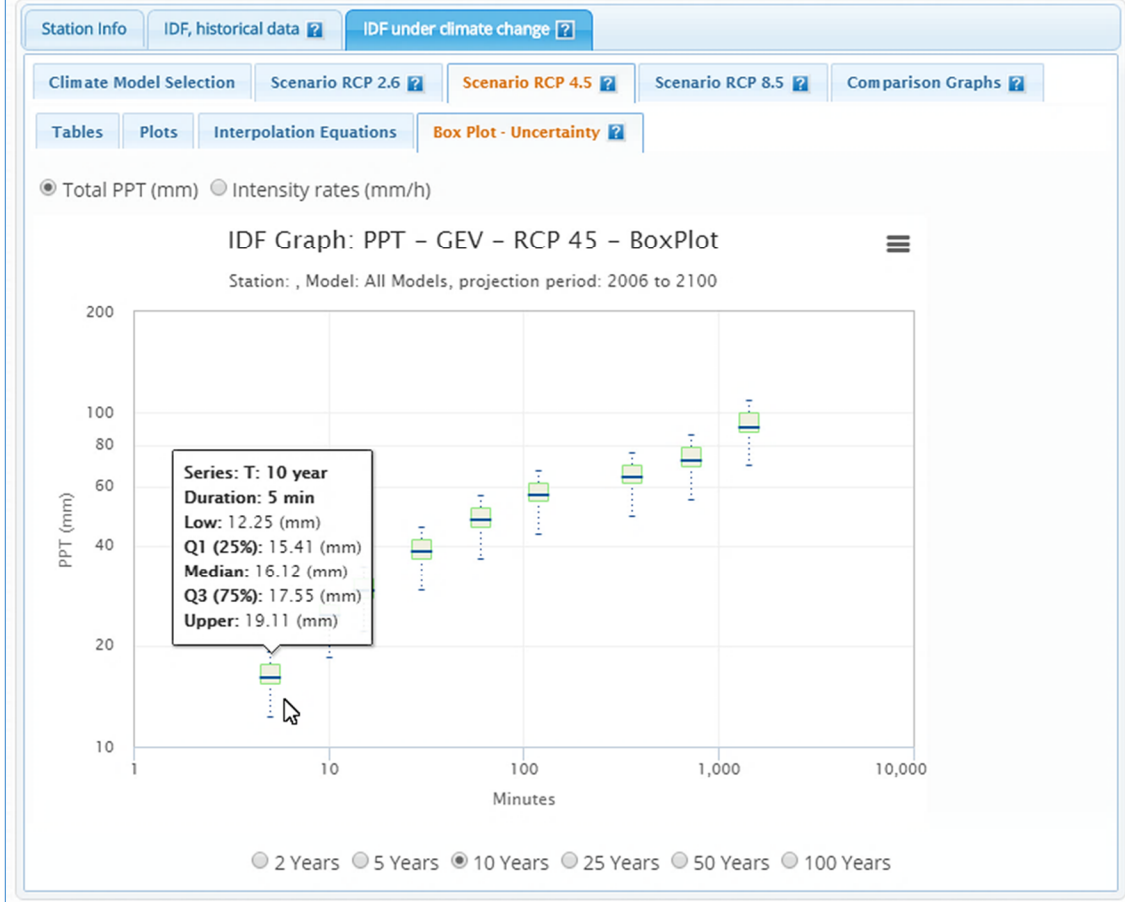 Station Info IDF, historical data ? IDF under climate change ?
Climate Model Selection Scenario RCP 2.6 ? Scenario RCP 4.5 ? Scenario RCP 8.5 ? Comparison Graphs ?
Tables Plots Interpolation Equations Box Plot - Uncertainty ?
Total PPT (mm) Intensity rates (mm/h)
IDF Graph: PPT – GEV – RCP 45 – BoxPlot
Station: , Model: All Models, projection period: 2006 to 2100
200
100
80
60
40
20
10
PPT (mm)
Series: T: 10 year
Duration: 5 min
Low: 12.25 (mm)
Q1 (25%): 15.41 (mm)
Median: 16.12 (mm)
Q3 (75%): 17.55 (mm)
Upper: 19.11 (mm)
1 10 100 1,000 10,000
Minutes
2 Years 5 Years 10 Years 25 Years 50 Years 100 Years